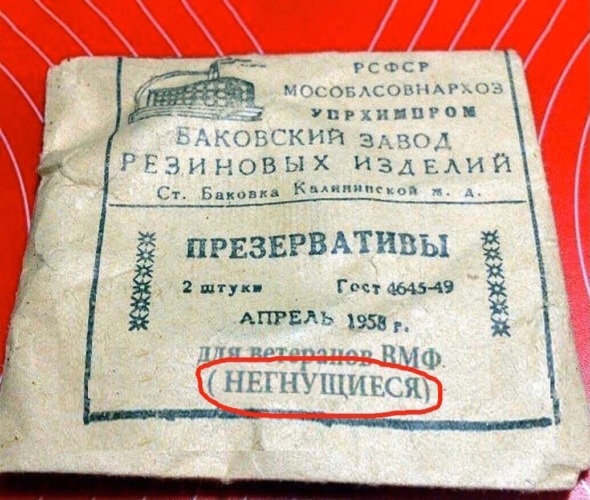 РСФСР
МОСОБЛСОВНАРХОЗ
УПРХИМПРОМ
БАКОВСКИЙ ЗАВОД
РЕЗИНОВЫХ ИЗДЕЛИЙ
Ст. Баковка Калининской ж. д.
ПРЕЗЕРВАТИВЫ
2 штуки Гост 4645-49
АПРЕЛЬ 1958 г.
для ветеранов ВМФ
(НЕГНУЩИЕСЯ)